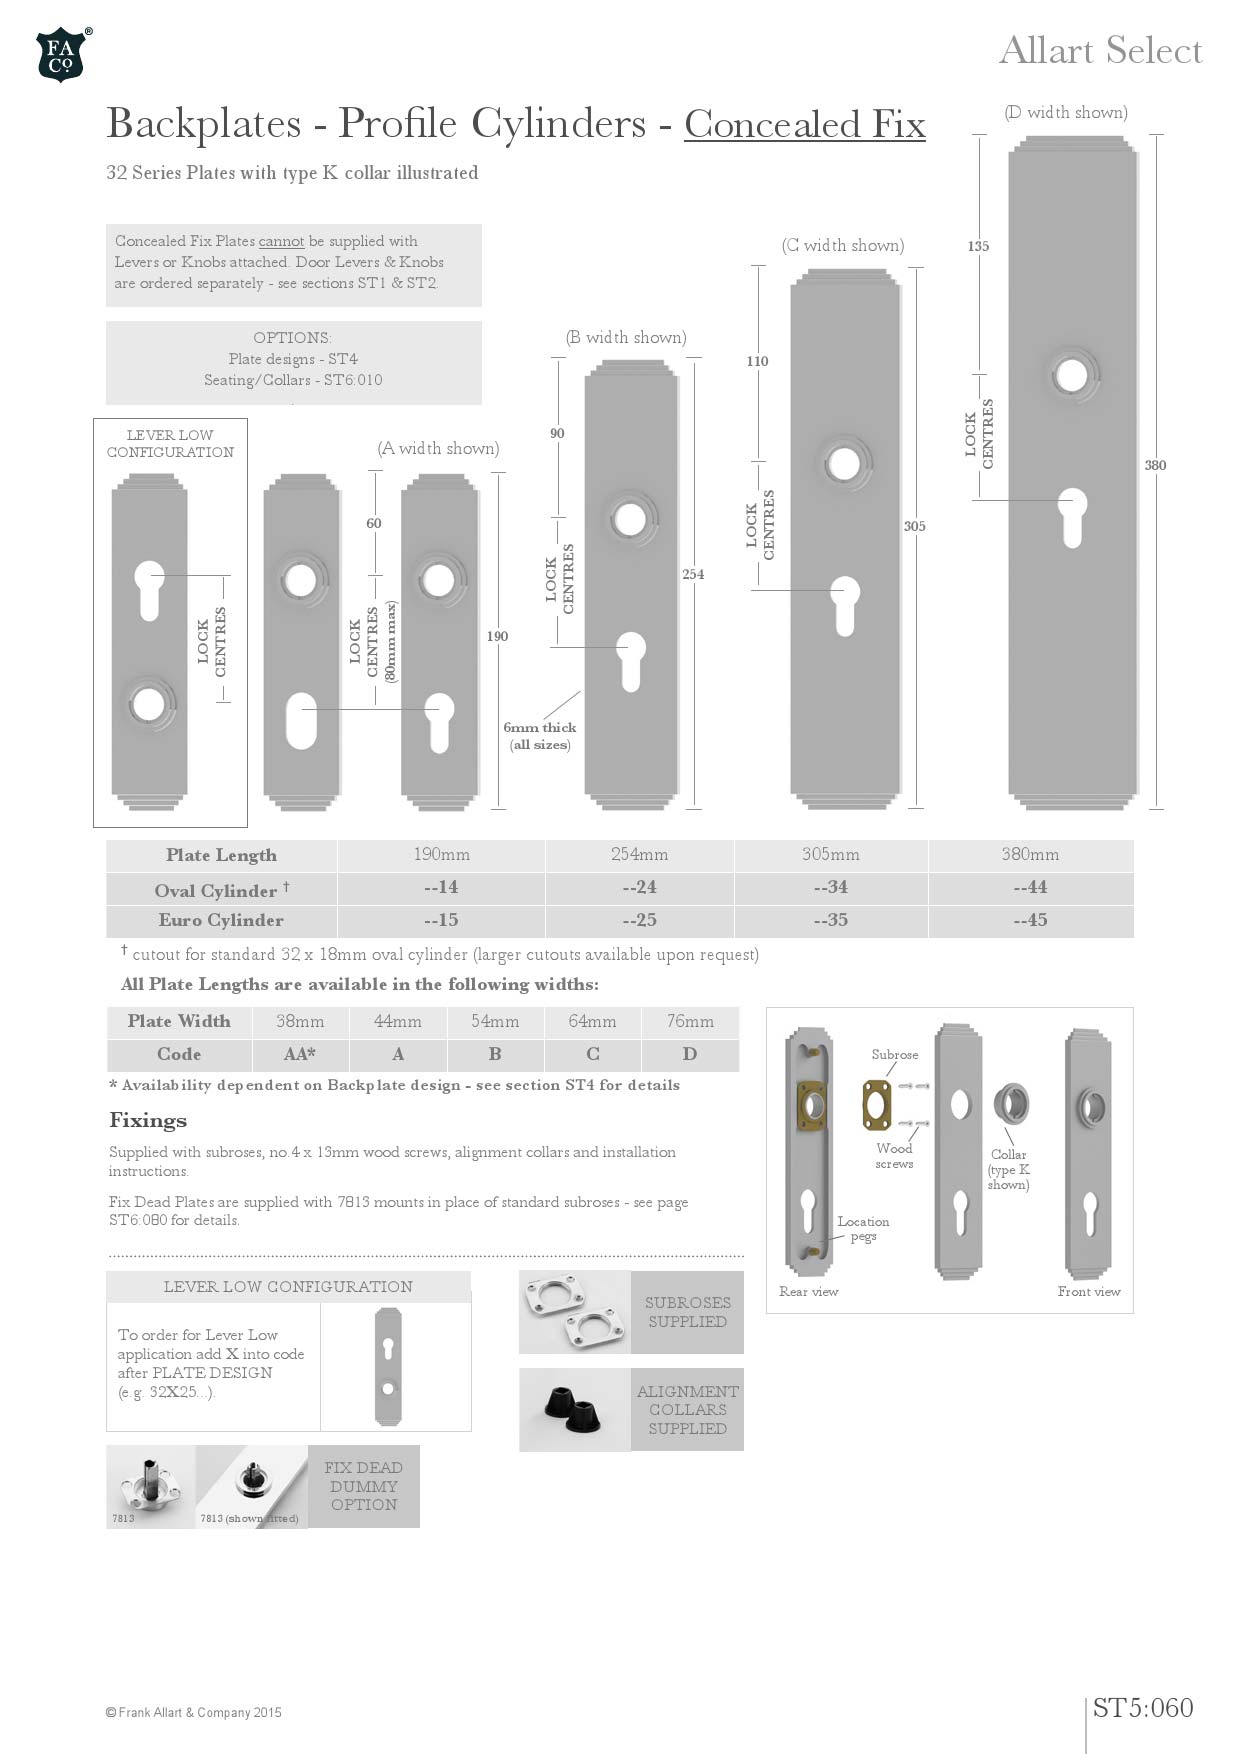 FA
Co.
®
Allart Select
Backplates - Profile Cylinders - Concealed Fix
32 Series Plates with type K collar illustrated
Concealed Fix Plates cannot be supplied with
Levers or Knobs attached. Door Levers & Knobs
are ordered separately - see sections ST1 & ST2.
OPTIONS:
Plate designs - ST4
Seating/Collars - ST6:010
LEVER LOW
CONFIGURATION
LOCK
CENTRES
(A width shown)
60
LOCK
CENTRES
(80mm max)
190
(B width shown)
90
LOCK
CENTRES
254
6mm thick
(all sizes)
(C width shown)
110
LOCK
CENTRES
305
(D width shown)
135
LOCK
CENTRES
380
Plate Length 190mm 254mm 305mm 380mm
Oval Cylinder † --14 --24 --34 --44
Euro Cylinder --15 --25 --35 --45
† cutout for standard 32 x 18mm oval cylinder (larger cutouts available upon request)
All Plate Lengths are available in the following widths:
Plate Width 38mm 44mm 54mm 64mm 76mm
Code AA* A B C D
* Availability dependent on Backplate design - see section ST4 for details
Fixings
Supplied with subroses, no.4 x 13mm wood screws, alignment collars and installation
instructions.
Fix Dead Plates are supplied with 7813 mounts in place of standard subroses - see page
ST6:080 for details.
Subrose
Wood
screws
Collar
(type K
shown)
Location
pegs
Rear view
Front view
LEVER LOW CONFIGURATION
To order for Lever Low
application add X into code
after PLATE DESIGN
(e.g. 32X25...).
SUBROSES
SUPPLIED
ALIGNMENT
COLLARS
SUPPLIED
7813
7813 (shown fitted)
FIX DEAD
DUMMY
OPTION
© Frank Allart & Company 2015
ST5:060